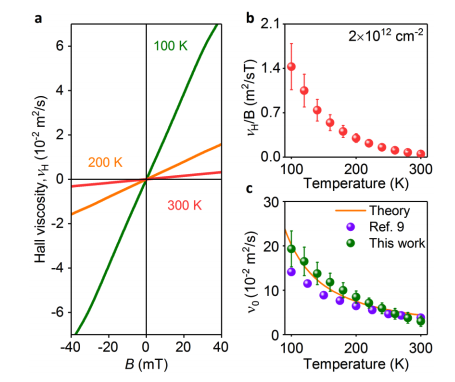 a
Hall viscosity, νH (10⁻² m²/s)
6
4
2
0
-2
-4
-6
100 K
200 K
300 K
-40
0
40
B (mT)
b
2×10¹² cm⁻²
νH/B (m²/sT)
2.1
1.4
0.7
0.0
100
200
300
Temperature (K)
c
Theory
Ref. 9
This work
ν0 (10⁻² m²/s)
30
20
10
0
100
200
300
Temperature (K)